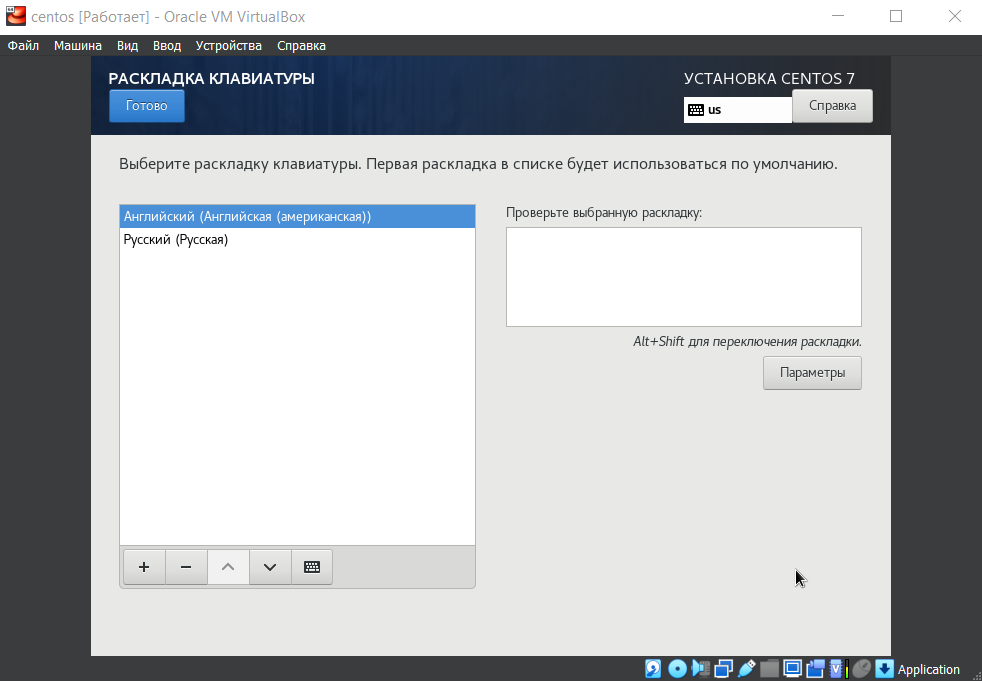 centos [Работает] - Oracle VM VirtualBox
Файл Машина Вид Ввод Устройства Справка
РАСКЛАДКА КЛАВИАТУРЫ
УСТАНОВКА CENTOS 7
Готово
us
Справка
Выберите раскладку клавиатуры. Первая раскладка в списке будет использоваться по умолчанию.
Английский (Английская (американская))
Русский (Русская)
Проверьте выбранную раскладку:
Alt+Shift для переключения раскладки.
Параметры
Application